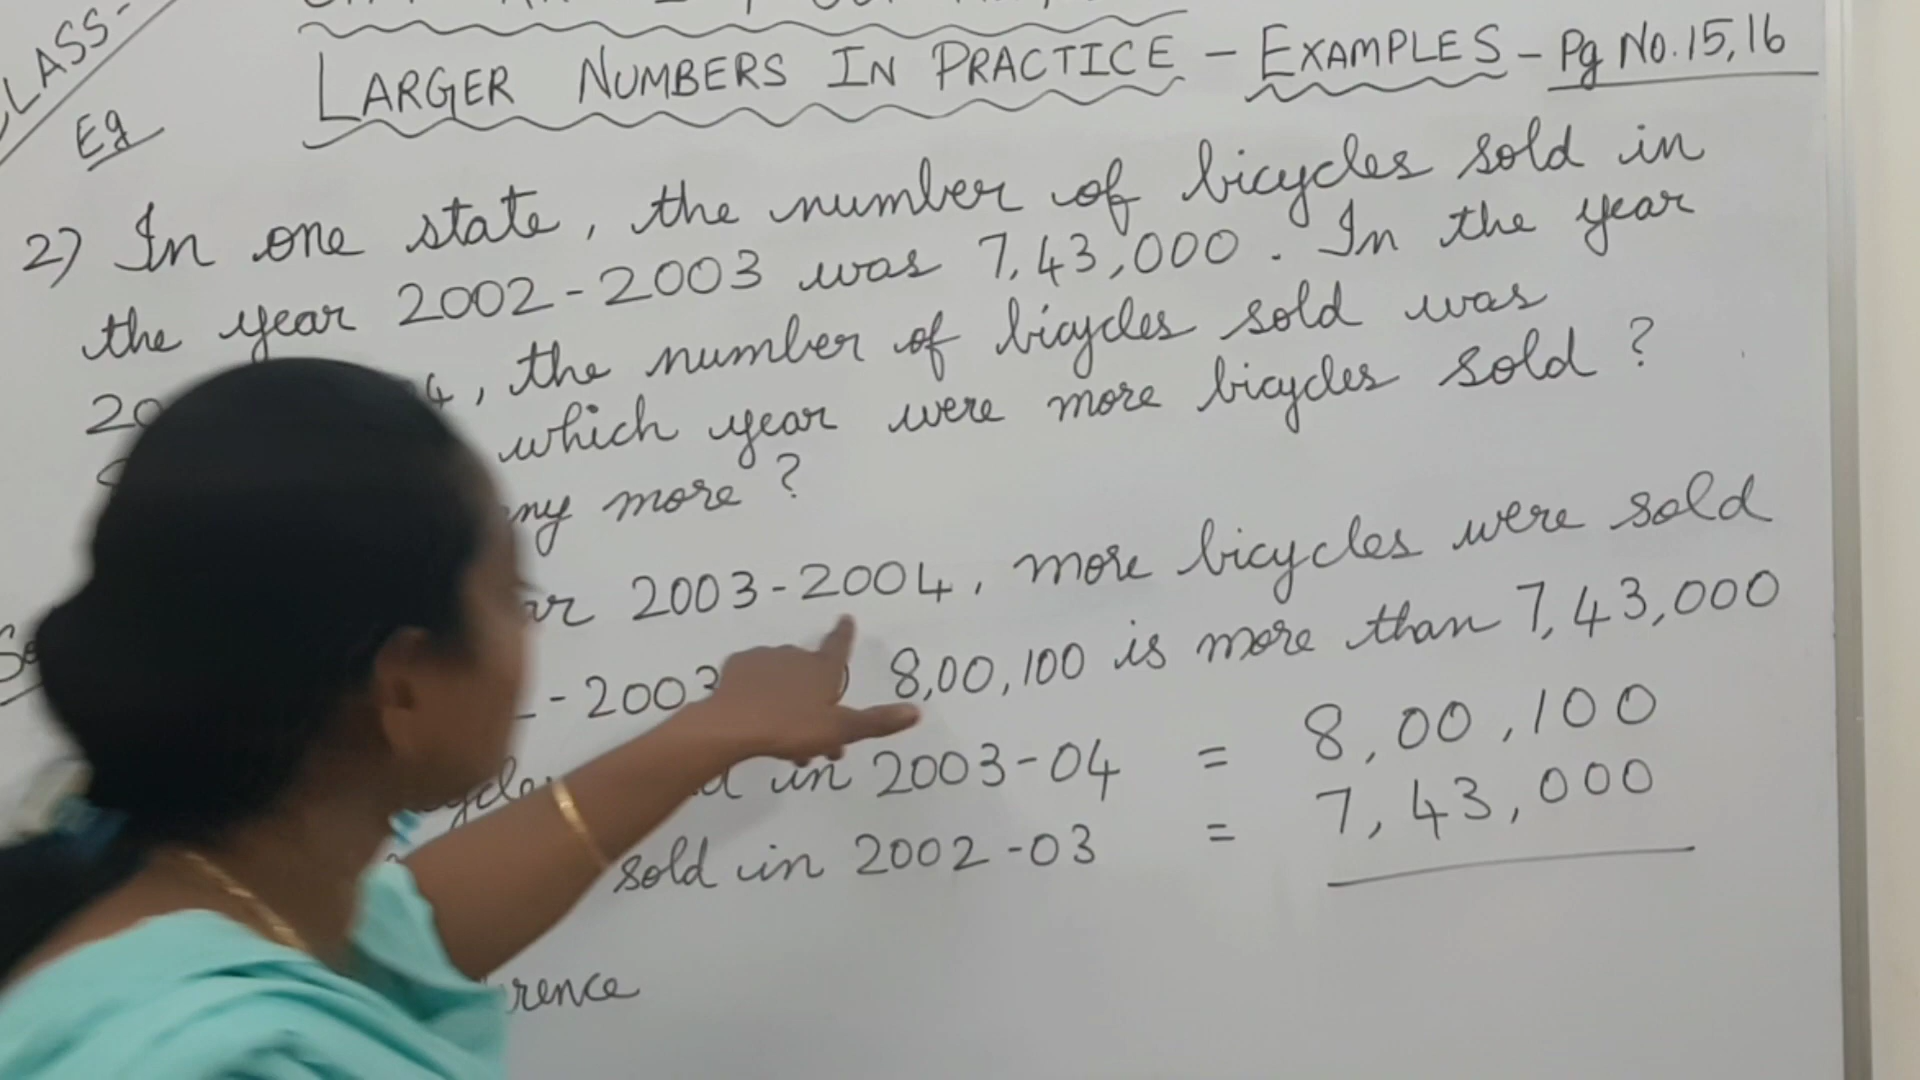 LARGER NUMBERS IN PRACTICE - EXAMPLES - Pg No. 15, 16
Eg
2) In one state, the number of bicycles sold in
the year 2002-2003 was 7,43,000. In the year
4, the number of bicycles sold was
which year were more bicycles sold?
more?
2003-2004, more bicycles were sold
-2003 8,00,100 is more than 7,43,000
in 2003-04 = 8,00,100
sold in 2002-03 = 7,43,000